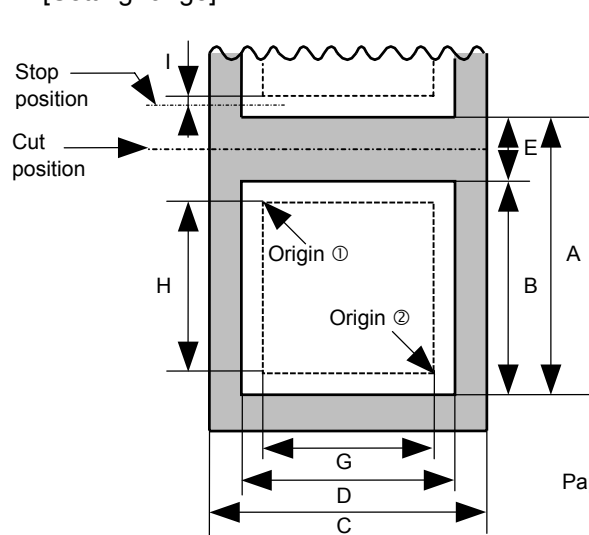 I
Stop
position
Cut
position
E
A
B
H
Origin ①
Origin ②
G
D
C
Pa